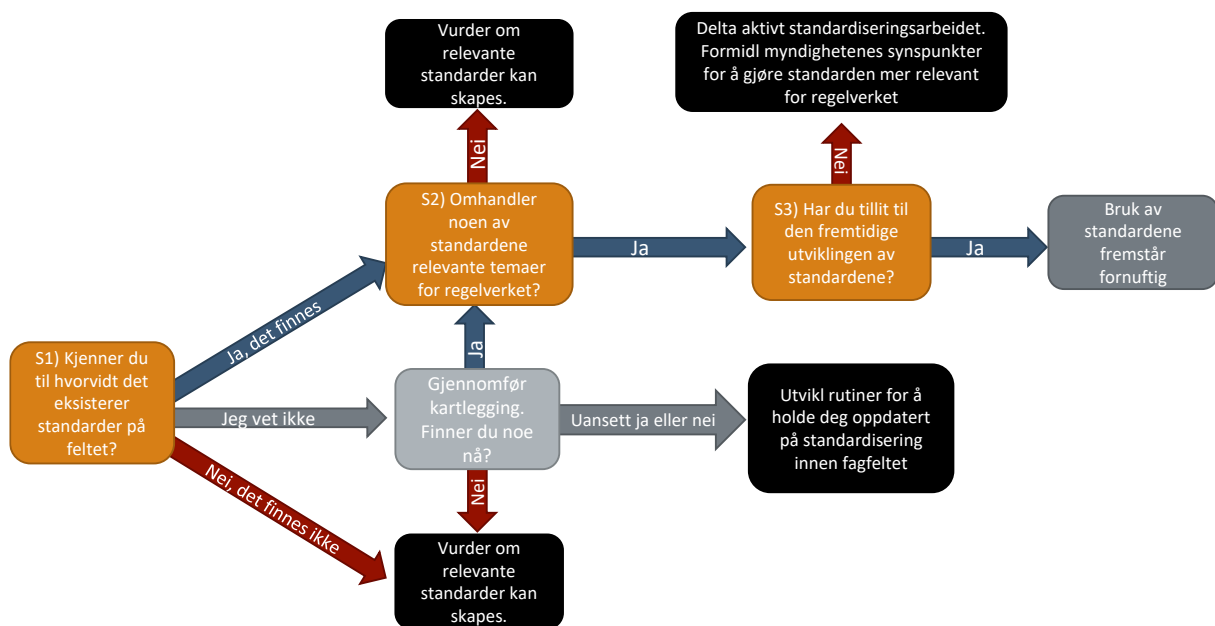 Vurder om
relevante
standarder kan
skapes.
Delta aktivt standardiseringsarbeidet.
Formidl myndighetenes synspunkter
for å gjøre standarden mer relevant
for regelverket
Nei
Nei
S2) Omhandler
noen av
standardene
relevante temaer
for regelverket?
Ja
S3) Har du tillit til
den fremtidige
utviklingen av
standardene?
Ja
Bruk av
standardene
fremstår
fornuftig
Ja, det finnes
Ja
S1) Kjenner du
til hvorvidt det
eksisterer
standarder på
feltet?
Jeg vet ikke
Gjennomfør
kartlegging.
Finner du noe
nå?
Uansett ja eller nei
Utvikl rutiner for å
holde deg oppdatert
på standardisering
innen fagfeltet
Nei, det finnes ikke
Nei
Vurder om
relevante
standarder kan
skapes.